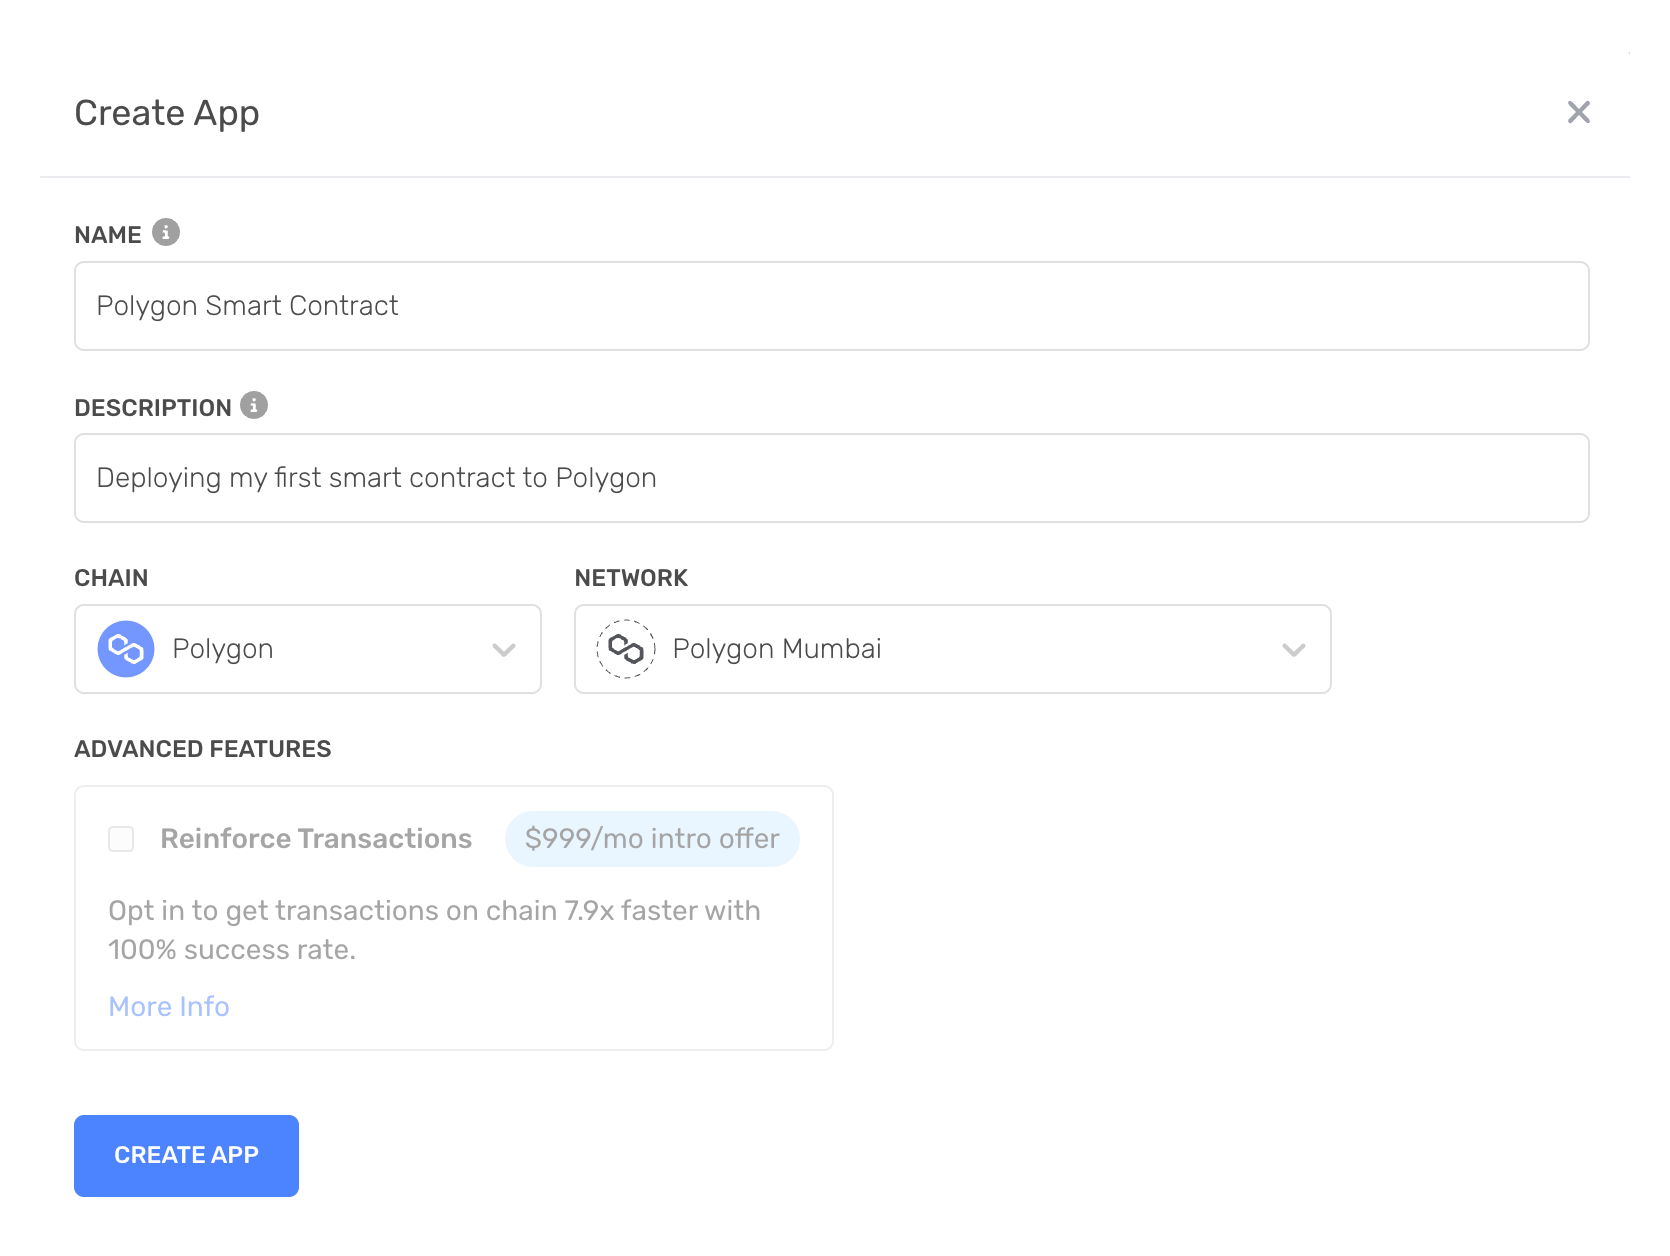 Create App
NAME
Polygon Smart Contract
DESCRIPTION
Deploying my first smart contract to Polygon
CHAIN
NETWORK
Polygon
Polygon Mumbai
ADVANCED FEATURES
Reinforce Transactions
$999/mo intro offer
Opt in to get transactions on chain 7.9x faster with
100% success rate.
More Info
CREATE APP